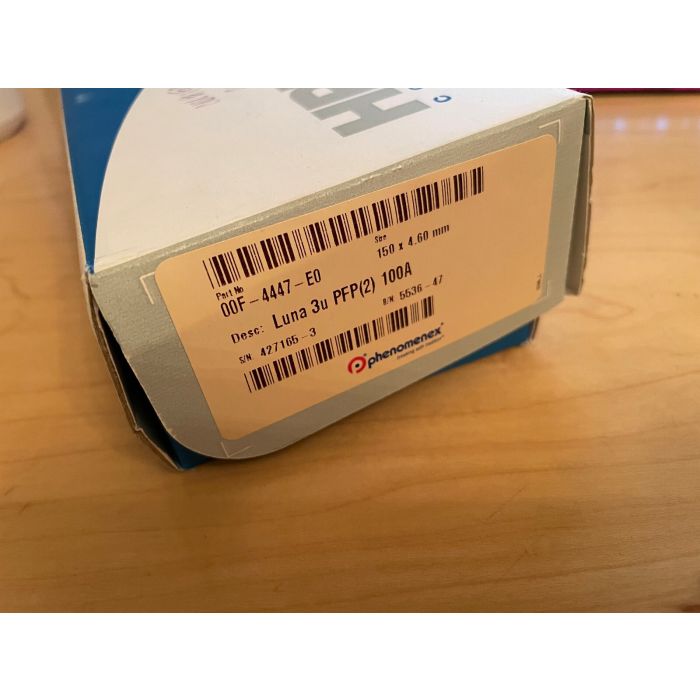 Part No
Size
00F-4447-E0
150 x 4.60 mm
Desc: Luna 3u PFP(2) 100A
S/N: 427165-3
B/N: 5536-47
phenomenex